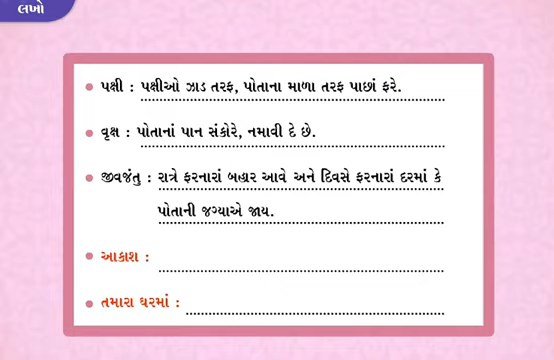 લખો
પક્ષી : પક્ષીઓ ઝાડ તરફ, પોતાના માળા તરફ પાછાં ફરે.
વૃક્ષ : પોતાનાં પાન સંકોરે, નમાવી દે છે.
જીવજંતુ : રાત્રે ફરનારાં બહાર આવે અને દિવસે ફરનારાં દરમાં કે
પોતાની જગ્યાએ જાય.
આકાશ :
તમારા ઘરમાં :